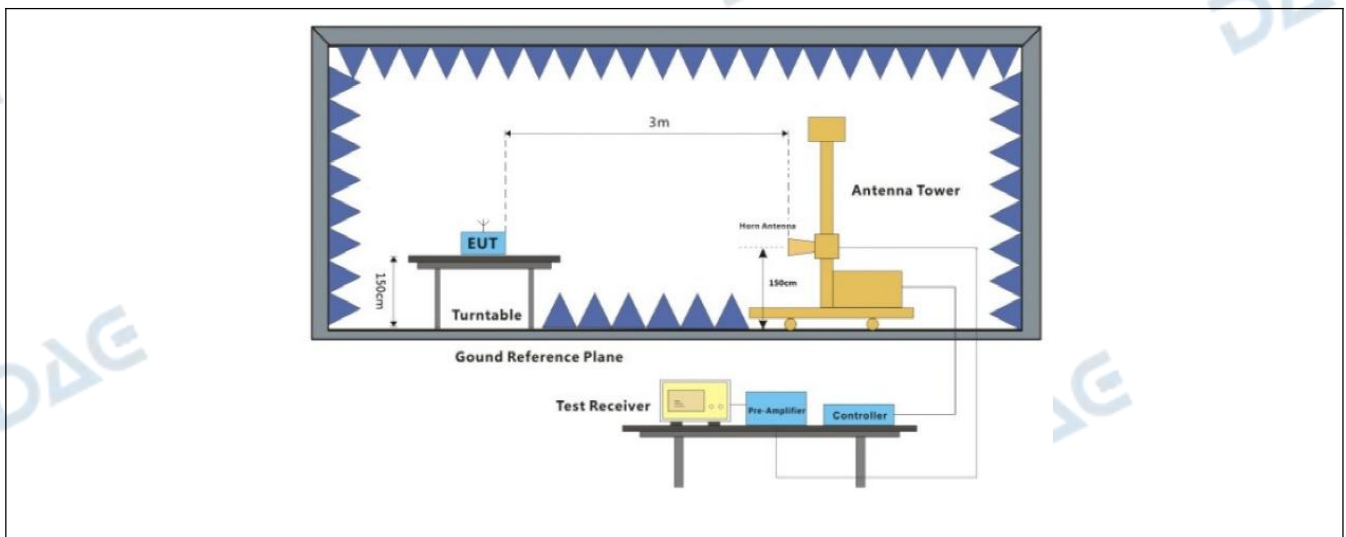 DAE
3m
Antenna Tower
Horn Antenna
EUT
150cm
150cm
Turntable
Gound Reference Plane
DAE
Test Receiver
Pre-Amplifier
Controller